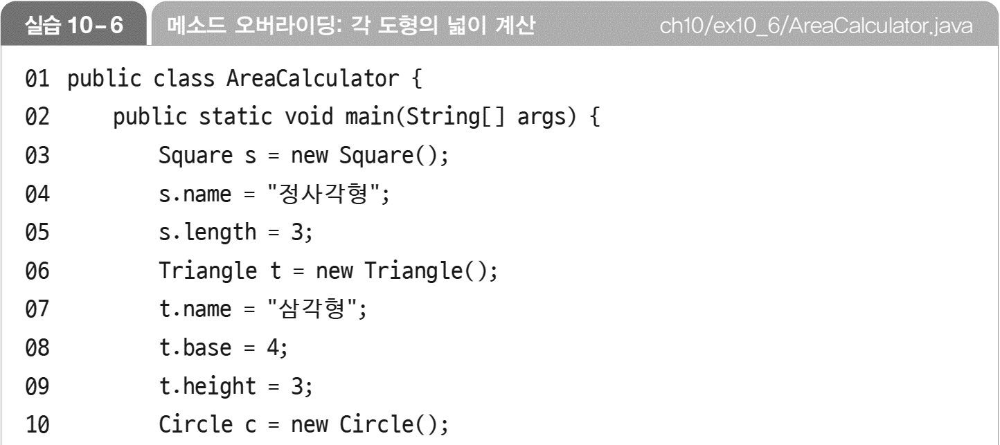 실습 10-6 메소드 오버라이딩: 각 도형의 넓이 계산 ch10/ex10_6/AreaCalculator.java
01 public class AreaCalculator {
02 public static void main(String[] args) {
03 Square s = new Square();
04 s.name = "정사각형";
05 s.length = 3;
06 Triangle t = new Triangle();
07 t.name = "삼각형";
08 t.base = 4;
09 t.height = 3;
10 Circle c = new Circle();